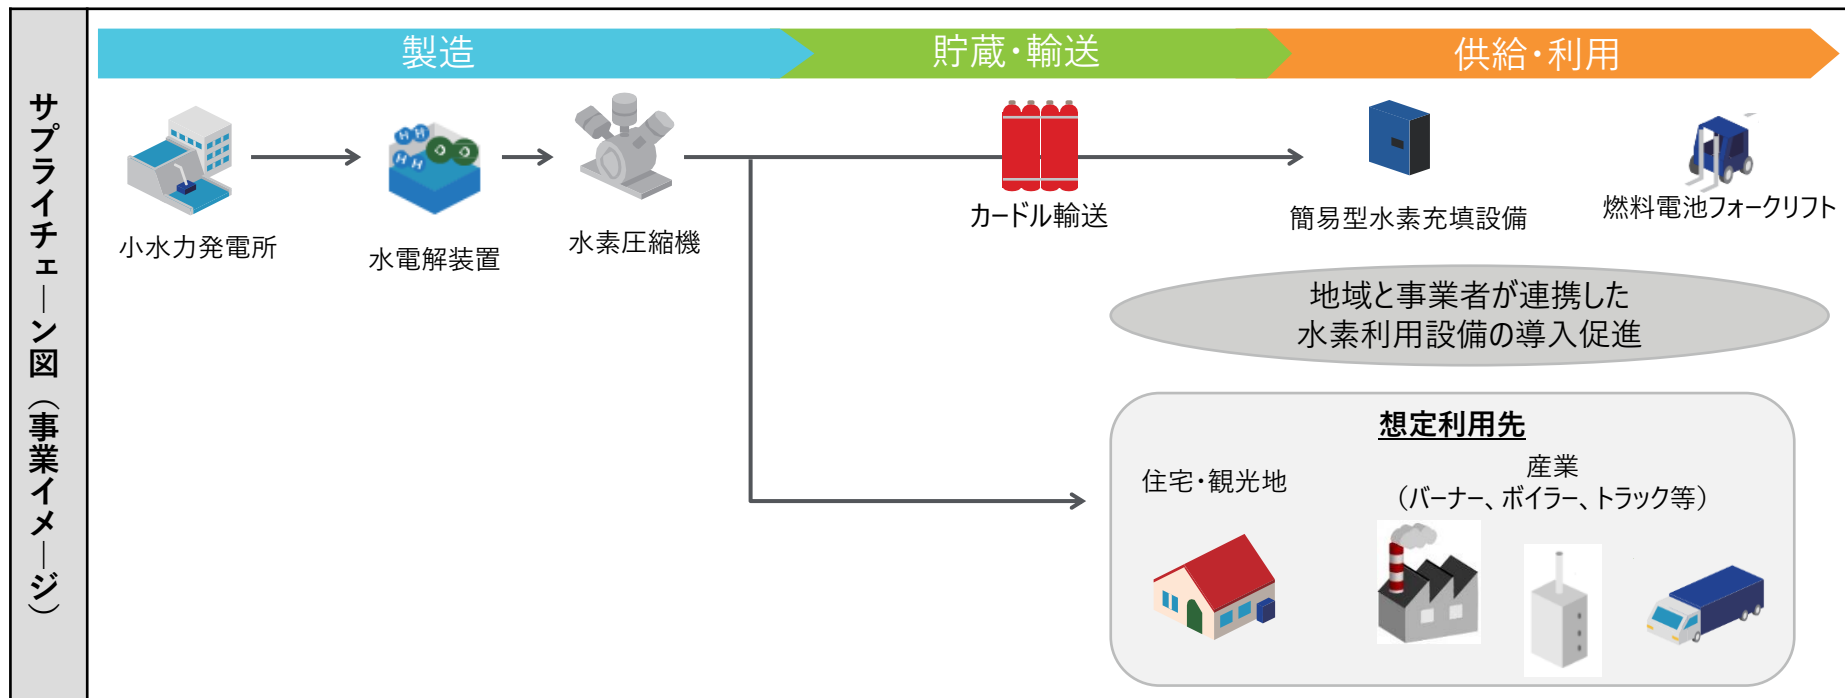 サプライチェーン図（事業イメージ）
製造
貯蔵・輸送
供給・利用
小水力発電所
水電解装置
水素圧縮機
カードル輸送
簡易型水素充填設備
燃料電池フォークリフト
H H
H H
O O
地域と事業者が連携した
水素利用設備の導入促進
想定利用先
住宅・観光地
産業
（バーナー、ボイラー、トラック等）